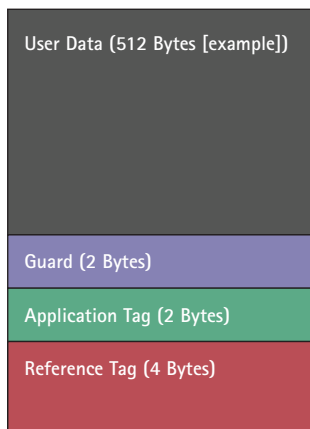 User Data (512 Bytes [example])
Guard (2 Bytes)
Application Tag (2 Bytes)
Reference Tag (4 Bytes)